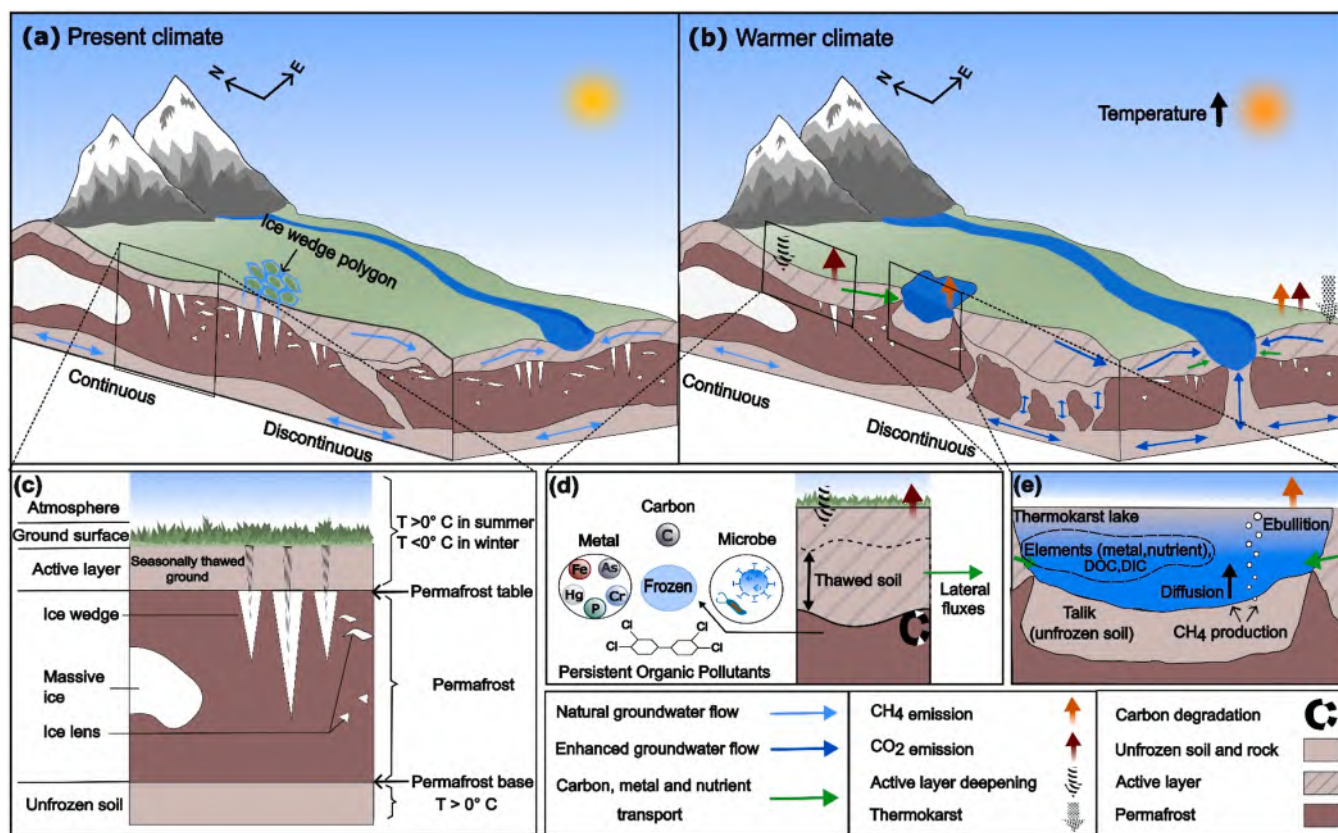 (a) Present climate
N
E
Ice wedge polygon
Continuous
Discontinuous
(b) Warmer climate
N
E
Temperature
Continuous
Discontinuous
(c)
Atmosphere
Ground surface
Active layer
Seasonally thawed
ground
Ice wedge
Massive
ice
Ice lens
Unfrozen soil
T >0° C in summer
T <0° C in winter
Permafrost table
Permafrost
Permafrost base
T > 0° C
(d)
Carbon
C
Metal
Fe
As
Hg
Cr
P
Frozen
Microbe
Cl
Cl
Cl
Cl
Persistent Organic Pollutants
Thawed soil
Lateral
fluxes
(e)
Thermokarst lake
Elements (metal,nutrient),
DOC,DIC
Ebullition
Diffusion
Talik
(unfrozen soil)
CH4 production
Natural groundwater flow
Enhanced groundwater flow
Carbon, metal and nutrient
transport
CH4 emission
CO2 emission
Active layer deepening
Thermokarst
Carbon degradation
Unfrozen soil and rock
Active layer
Permafrost